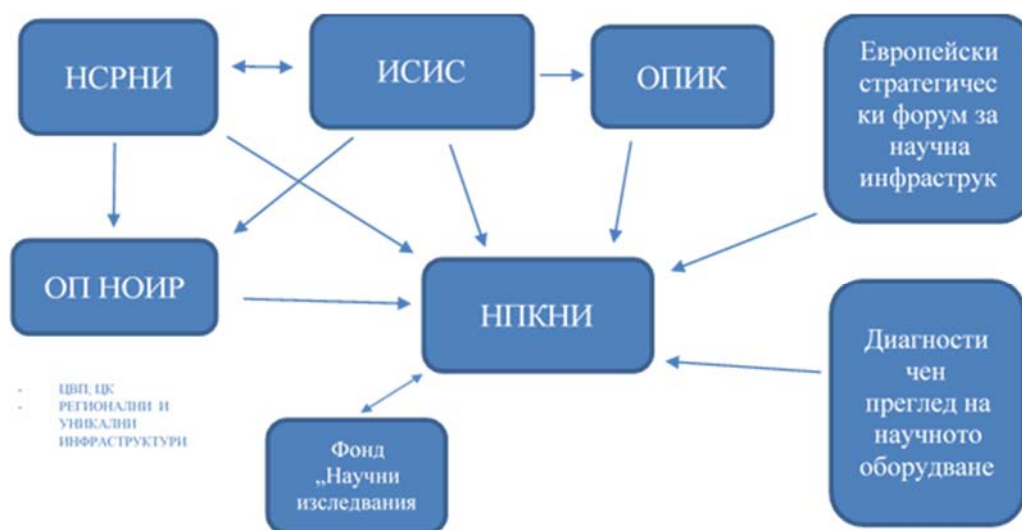 НСРНИ
ИСИС
ОПИК
Европейски
стратегичес
ки форум за
научна
инфраструк
ОП НОИР
НПКНИ
Диагности
чен
преглед на
научното
оборудване
- ЦВП, ЦК
- РЕГИОНАЛНИ И
УНИКАЛНИ
ИНФРАСТРУКТУРИ
Фонд
„Научни
изследвания